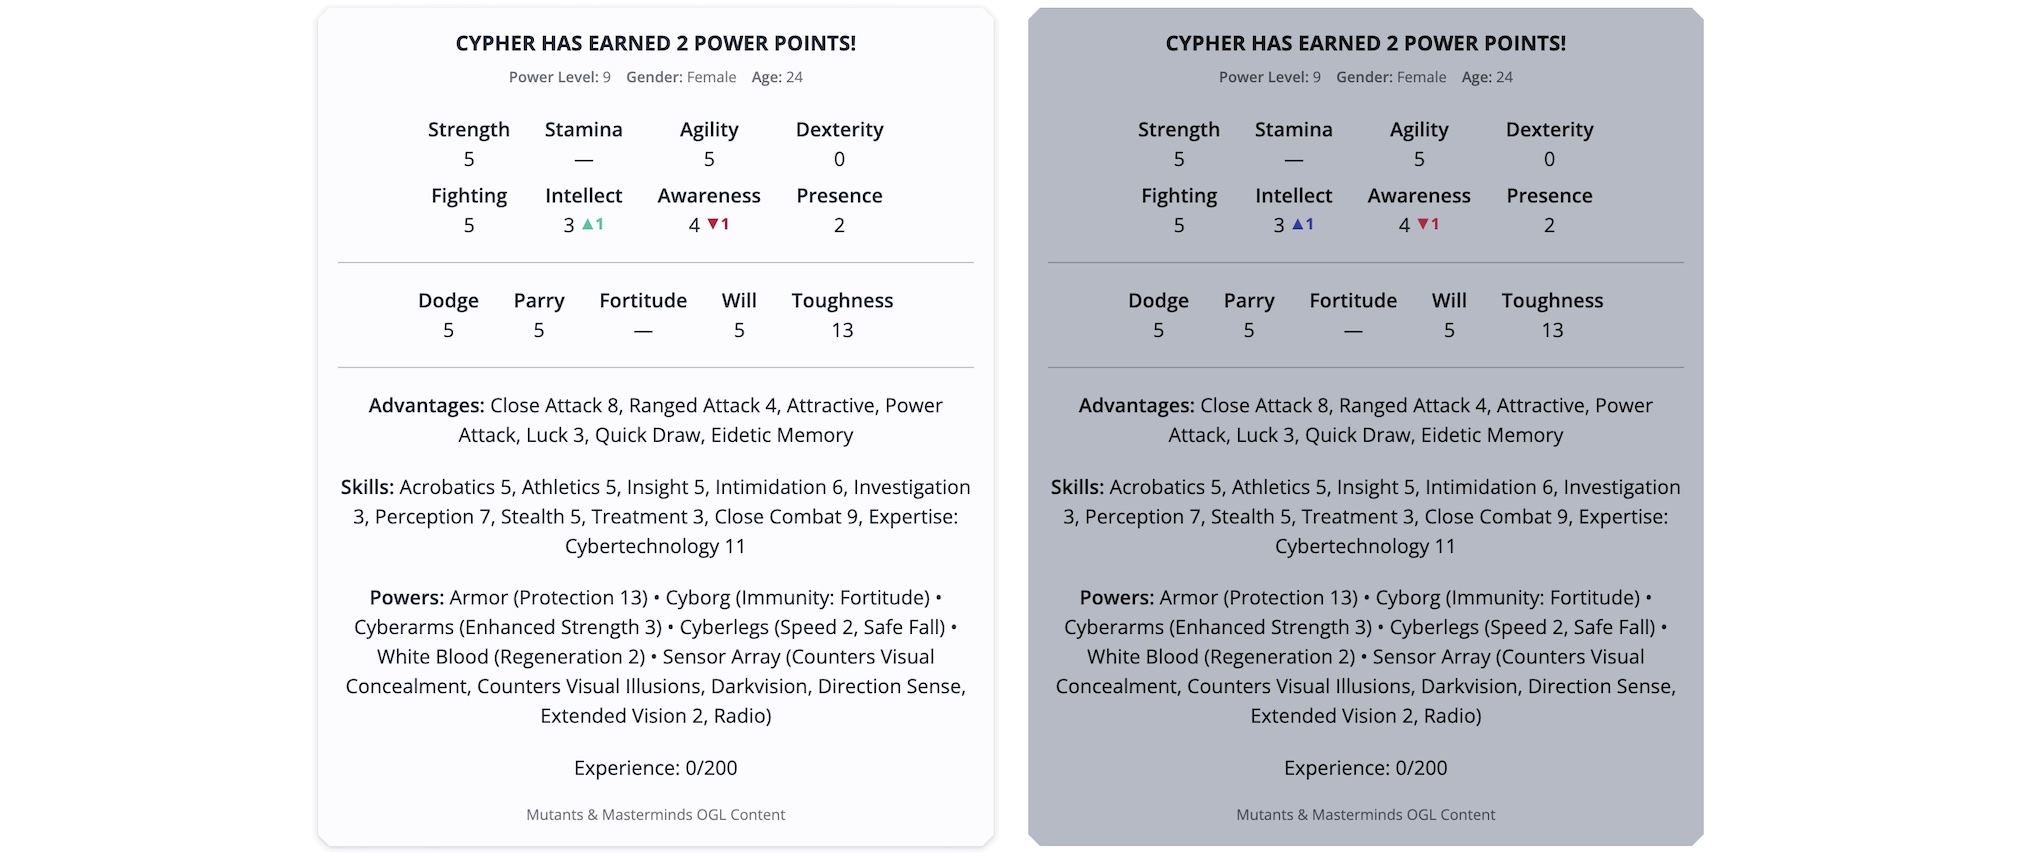 CYPHER HAS EARNED 2 POWER POINTS!
Power Level: 9 Gender: Female Age: 24
Strength Stamina Agility Dexterity
5 — 5 0
Fighting Intellect Awareness Presence
5 3 ▲1 4 ▼1 2
Dodge Parry Fortitude Will Toughness
5 5 — 5 13
Advantages: Close Attack 8, Ranged Attack 4, Attractive, Power
Attack, Luck 3, Quick Draw, Eidetic Memory
Skills: Acrobatics 5, Athletics 5, Insight 5, Intimidation 6, Investigation
3, Perception 7, Stealth 5, Treatment 3, Close Combat 9, Expertise:
Cybertechnology 11
Powers: Armor (Protection 13) • Cyborg (Immunity: Fortitude) •
Cyberarms (Enhanced Strength 3) • Cyberlegs (Speed 2, Safe Fall) •
White Blood (Regeneration 2) • Sensor Array (Counters Visual
Concealment, Counters Visual Illusions, Darkvision, Direction Sense,
Extended Vision 2, Radio)
Experience: 0/200
Mutants & Masterminds OGL Content
CYPHER HAS EARNED 2 POWER POINTS!
Power Level: 9 Gender: Female Age: 24
Strength Stamina Agility Dexterity
5 — 5 0
Fighting Intellect Awareness Presence
5 3 ▲1 4 ▼1 2
Dodge Parry Fortitude Will Toughness
5 5 — 5 13
Advantages: Close Attack 8, Ranged Attack 4, Attractive, Power
Attack, Luck 3, Quick Draw, Eidetic Memory
Skills: Acrobatics 5, Athletics 5, Insight 5, Intimidation 6, Investigation
3, Perception 7, Stealth 5, Treatment 3, Close Combat 9, Expertise:
Cybertechnology 11
Powers: Armor (Protection 13) • Cyborg (Immunity: Fortitude) •
Cyberarms (Enhanced Strength 3) • Cyberlegs (Speed 2, Safe Fall) •
White Blood (Regeneration 2) • Sensor Array (Counters Visual
Concealment, Counters Visual Illusions, Darkvision, Direction Sense,
Extended Vision 2, Radio)
Experience: 0/200
Mutants & Masterminds OGL Content